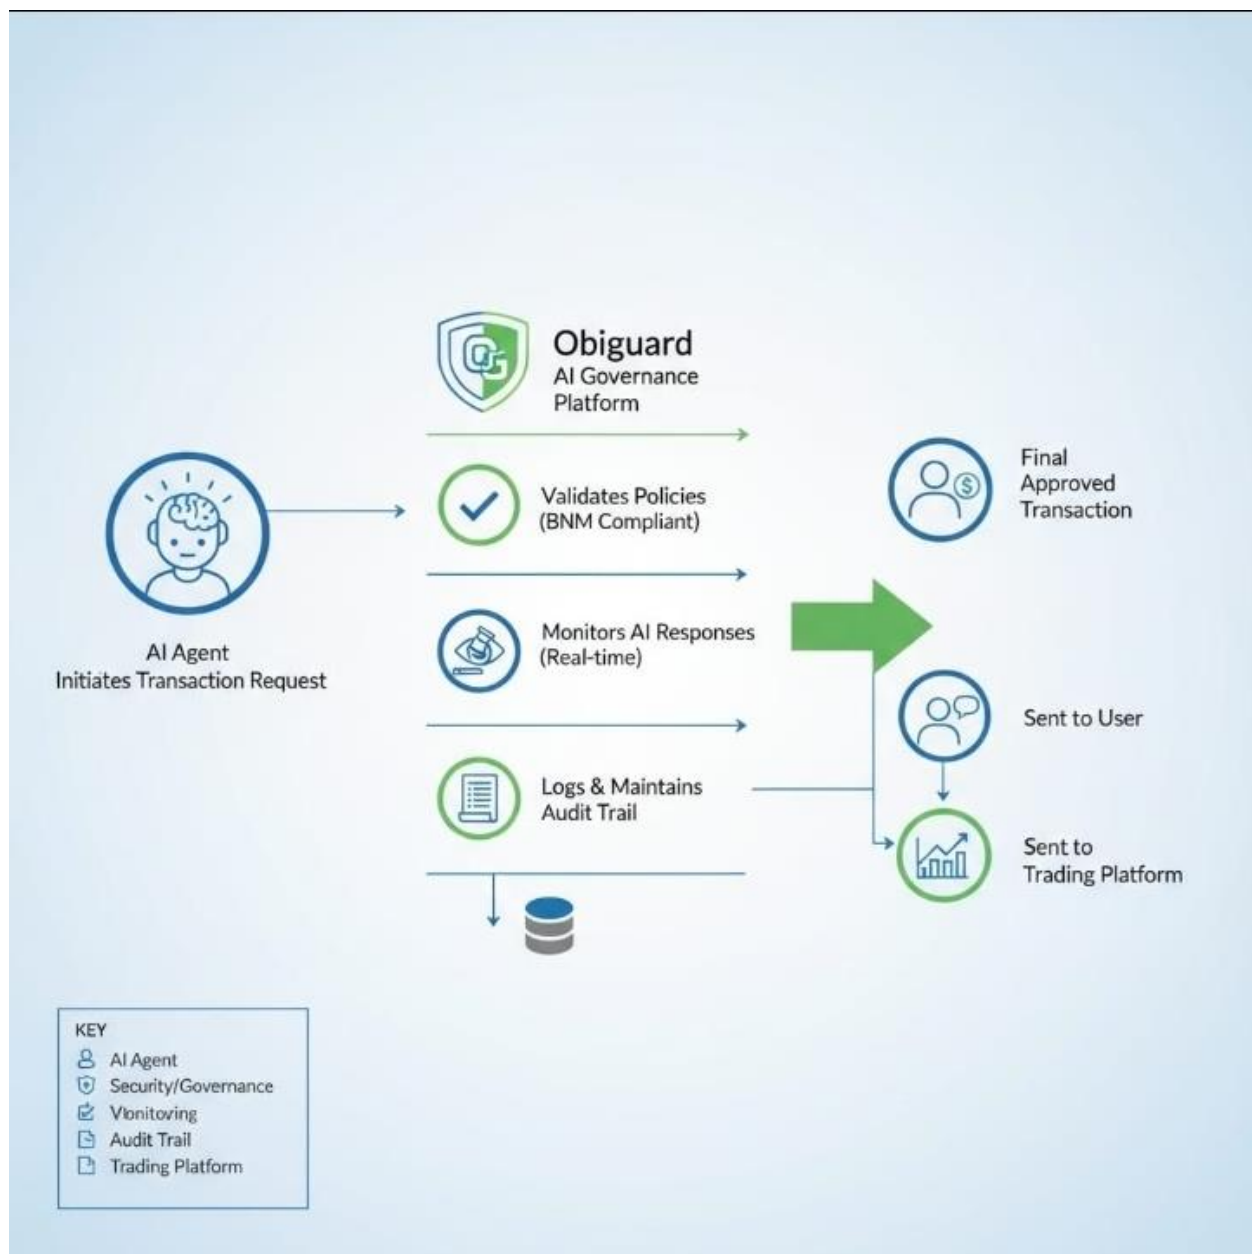 Obiguard
AI Governance
Platform
AI Agent
Initiates Transaction Request
Validates Policies
(BNM Compliant)
Monitors AI Responses
(Real-time)
Logs & Maintains
Audit Trail
Final
Approved
Transaction
$
Sent to User
Sent to
Trading Platform
KEY
AI Agent
Security/Governance
Audit Trail
Trading Platform